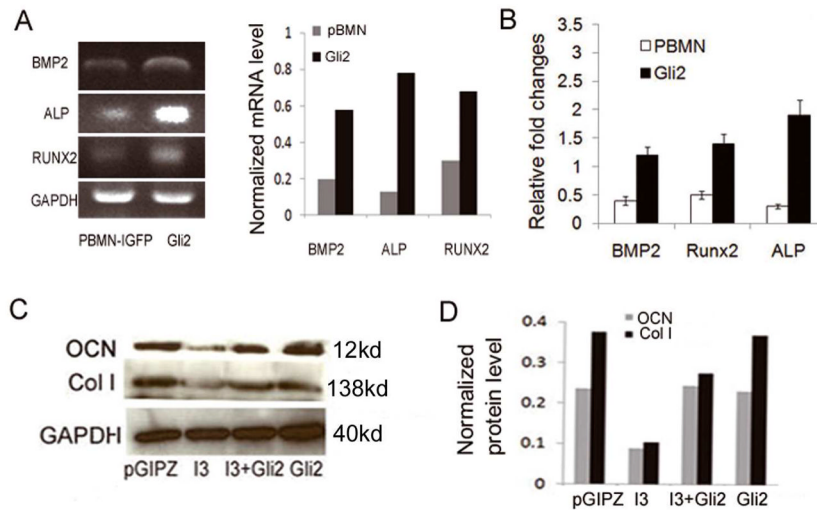 A
BMP2
ALP
RUNX2
GAPDH
PBMN-IGFP Gli2
Normalized mRNA level
1
0.8
0.6
0.4
0.2
0
pBMN
Gli2
BMP2 ALP RUNX2
B
Relative fold changes
3.5
3
2.5
2
1.5
1
0.5
0
PBMN
Gli2
BMP2 Runx2 ALP
C
OCN 12kd
Col I 138kd
GAPDH 40kd
pGIPZ I3 I3+Gli2 Gli2
D
Normalized
protein level
0.4
0.3
0.2
0.1
0
OCN
Col I
pGIPZ I3 I3+Gli2 Gli2